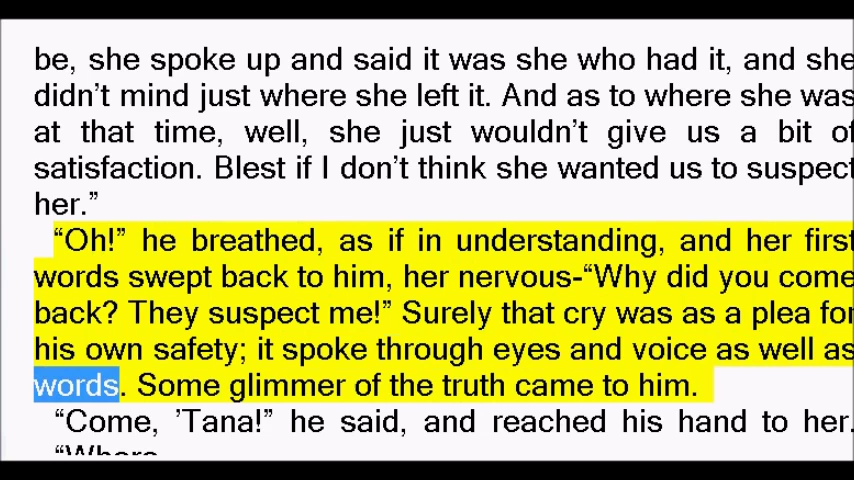 be, she spoke up and said it was she who had it, and she
didn’t mind just where she left it. And as to where she was
at that time, well, she just wouldn’t give us a bit of
satisfaction. Blest if I don’t think she wanted us to suspect
her.”
“Oh!” he breathed, as if in understanding, and her first
words swept back to him, her nervous-“Why did you come
back? They suspect me!” Surely that cry was as a plea for
his own safety; it spoke through eyes and voice as well as
words. Some glimmer of the truth came to him.
“Come, ’Tana!” he said, and reached his hand to her.
“Where